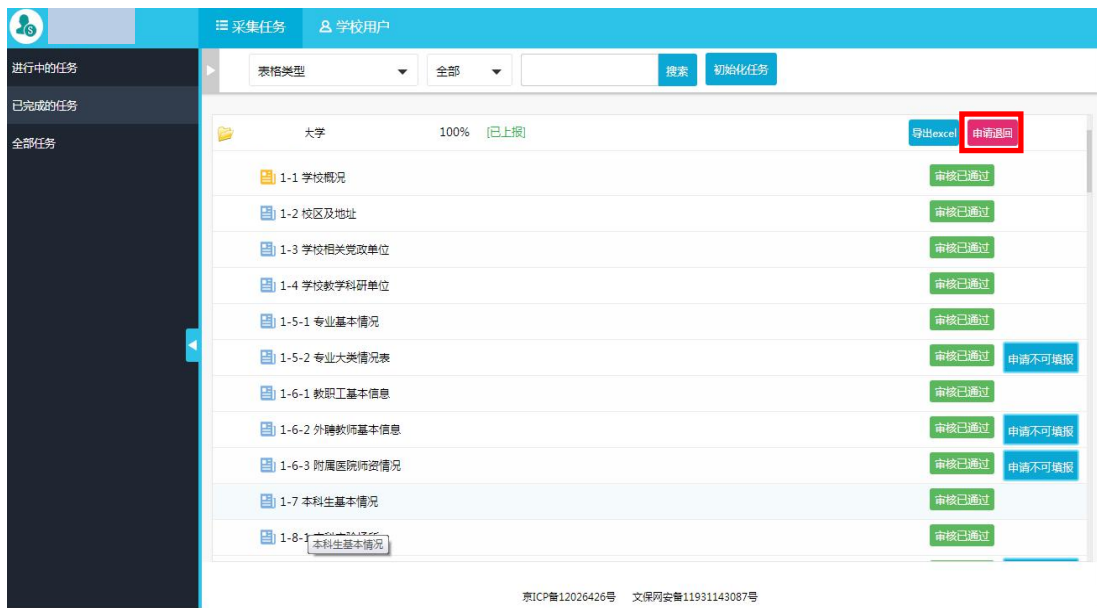 采集任务 学校用户
进行中的任务
已完成的任务
全部任务
表格类型 全部 搜索 初始化任务
大学 100% [已上报] 导出excel 申请退回
1-1 学校概况 审核已通过
1-2 校区及地址 审核已通过
1-3 学校相关党政单位 审核已通过
1-4 学校教学科研单位 审核已通过
1-5-1 专业基本情况 审核已通过
1-5-2 专业大类情况表 审核已通过 申请不可填报
1-6-1 教职工基本信息 审核已通过
1-6-2 外聘教师基本信息 审核已通过 申请不可填报
1-6-3 附属医院师资情况 审核已通过 申请不可填报
1-7 本科生基本情况 审核已通过
1-8-1 审核已通过
本科生基本情况
京ICP备12026426号 文保网安备11931143087号